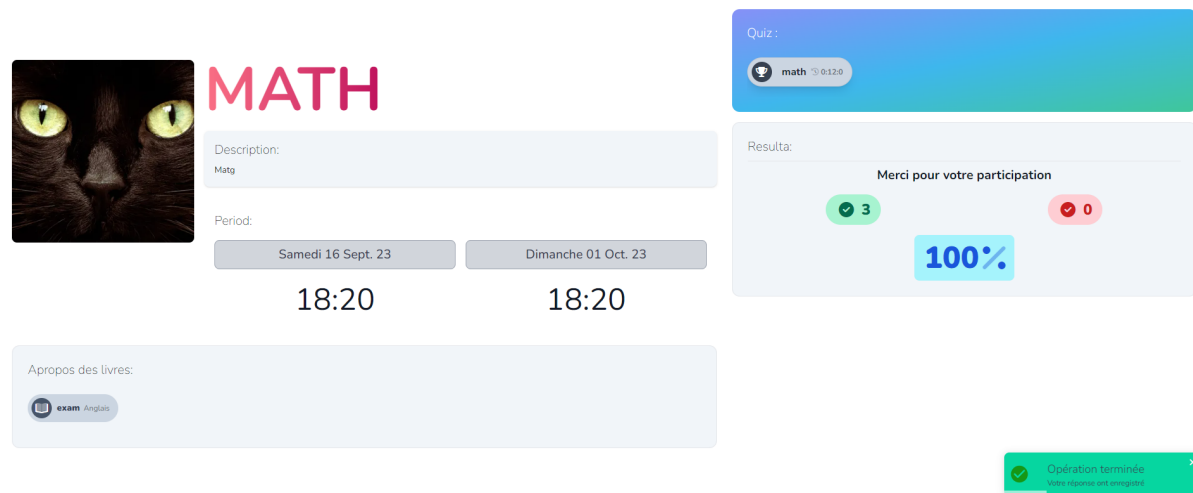 MATH
Description:
Matg
Period:
Samedi 16 Sept. 23
Dimanche 01 Oct. 23
18:20
18:20
Apropos des livres:
exam Anglais
Quiz :
math 0:12:0
Resulta:
Merci pour votre participation
3
0
100%
Opération terminée
Votre réponse ont enregistré